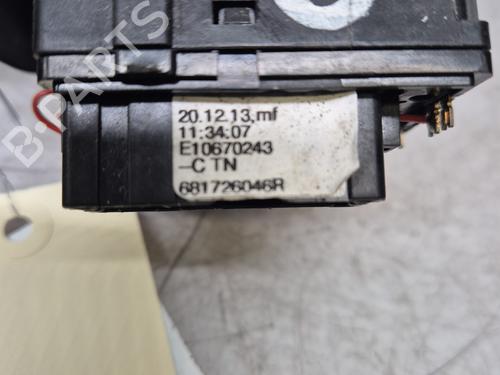 20.12.13,mf
11:34:07
E10670243
--C TN
681726046R
B-PARTS